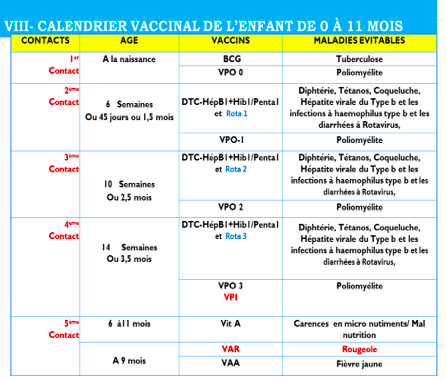 VIII- CALENDRIER VACCINAL DE L'ENFANT DE 0 À 11 MOIS
CONTACTS AGE VACCINS MALADIES EVITABLES
1er Contact A la naissance BCG Tuberculose
VPO 0 Poliomyélite
2ème Contact 6 Semaines
Ou 45 jours ou 1,5 mois
DTC-HépB1+Hib1/Penta1
et Rota 1
Diphtérie, Tétanos, Coqueluche,
Hépatite virale du Type b et les
infections à haemophilus type b et les
diarrhées à Rotavirus,
VPO-1 Poliomyélite
3ème Contact 10 Semaines
Ou 2,5 mois
DTC-HépB1+Hib1/Penta1
et Rota 2
Diphtérie, Tétanos, Coqueluche,
Hépatite virale du Type b et les
infections à haemophilus type b et les
diarrhées à Rotavirus,
VPO 2 Poliomyélite
4ème Contact 14 Semaines
Ou 3,5 mois
DTC-HépB1+Hib1/Penta1
et Rota 3
Diphtérie, Tétanos, Coqueluche,
Hépatite virale du Type b et les
infections à haemophilus type b et les
diarrhées à Rotavirus,
VPO 3 Poliomyélite
VPI
5ème Contact 6 à11 mois Vit A Carences en micro nutiments/ Mal
nutrition
A 9 mois
VAR Rougeole
VAA Fièvre jaune